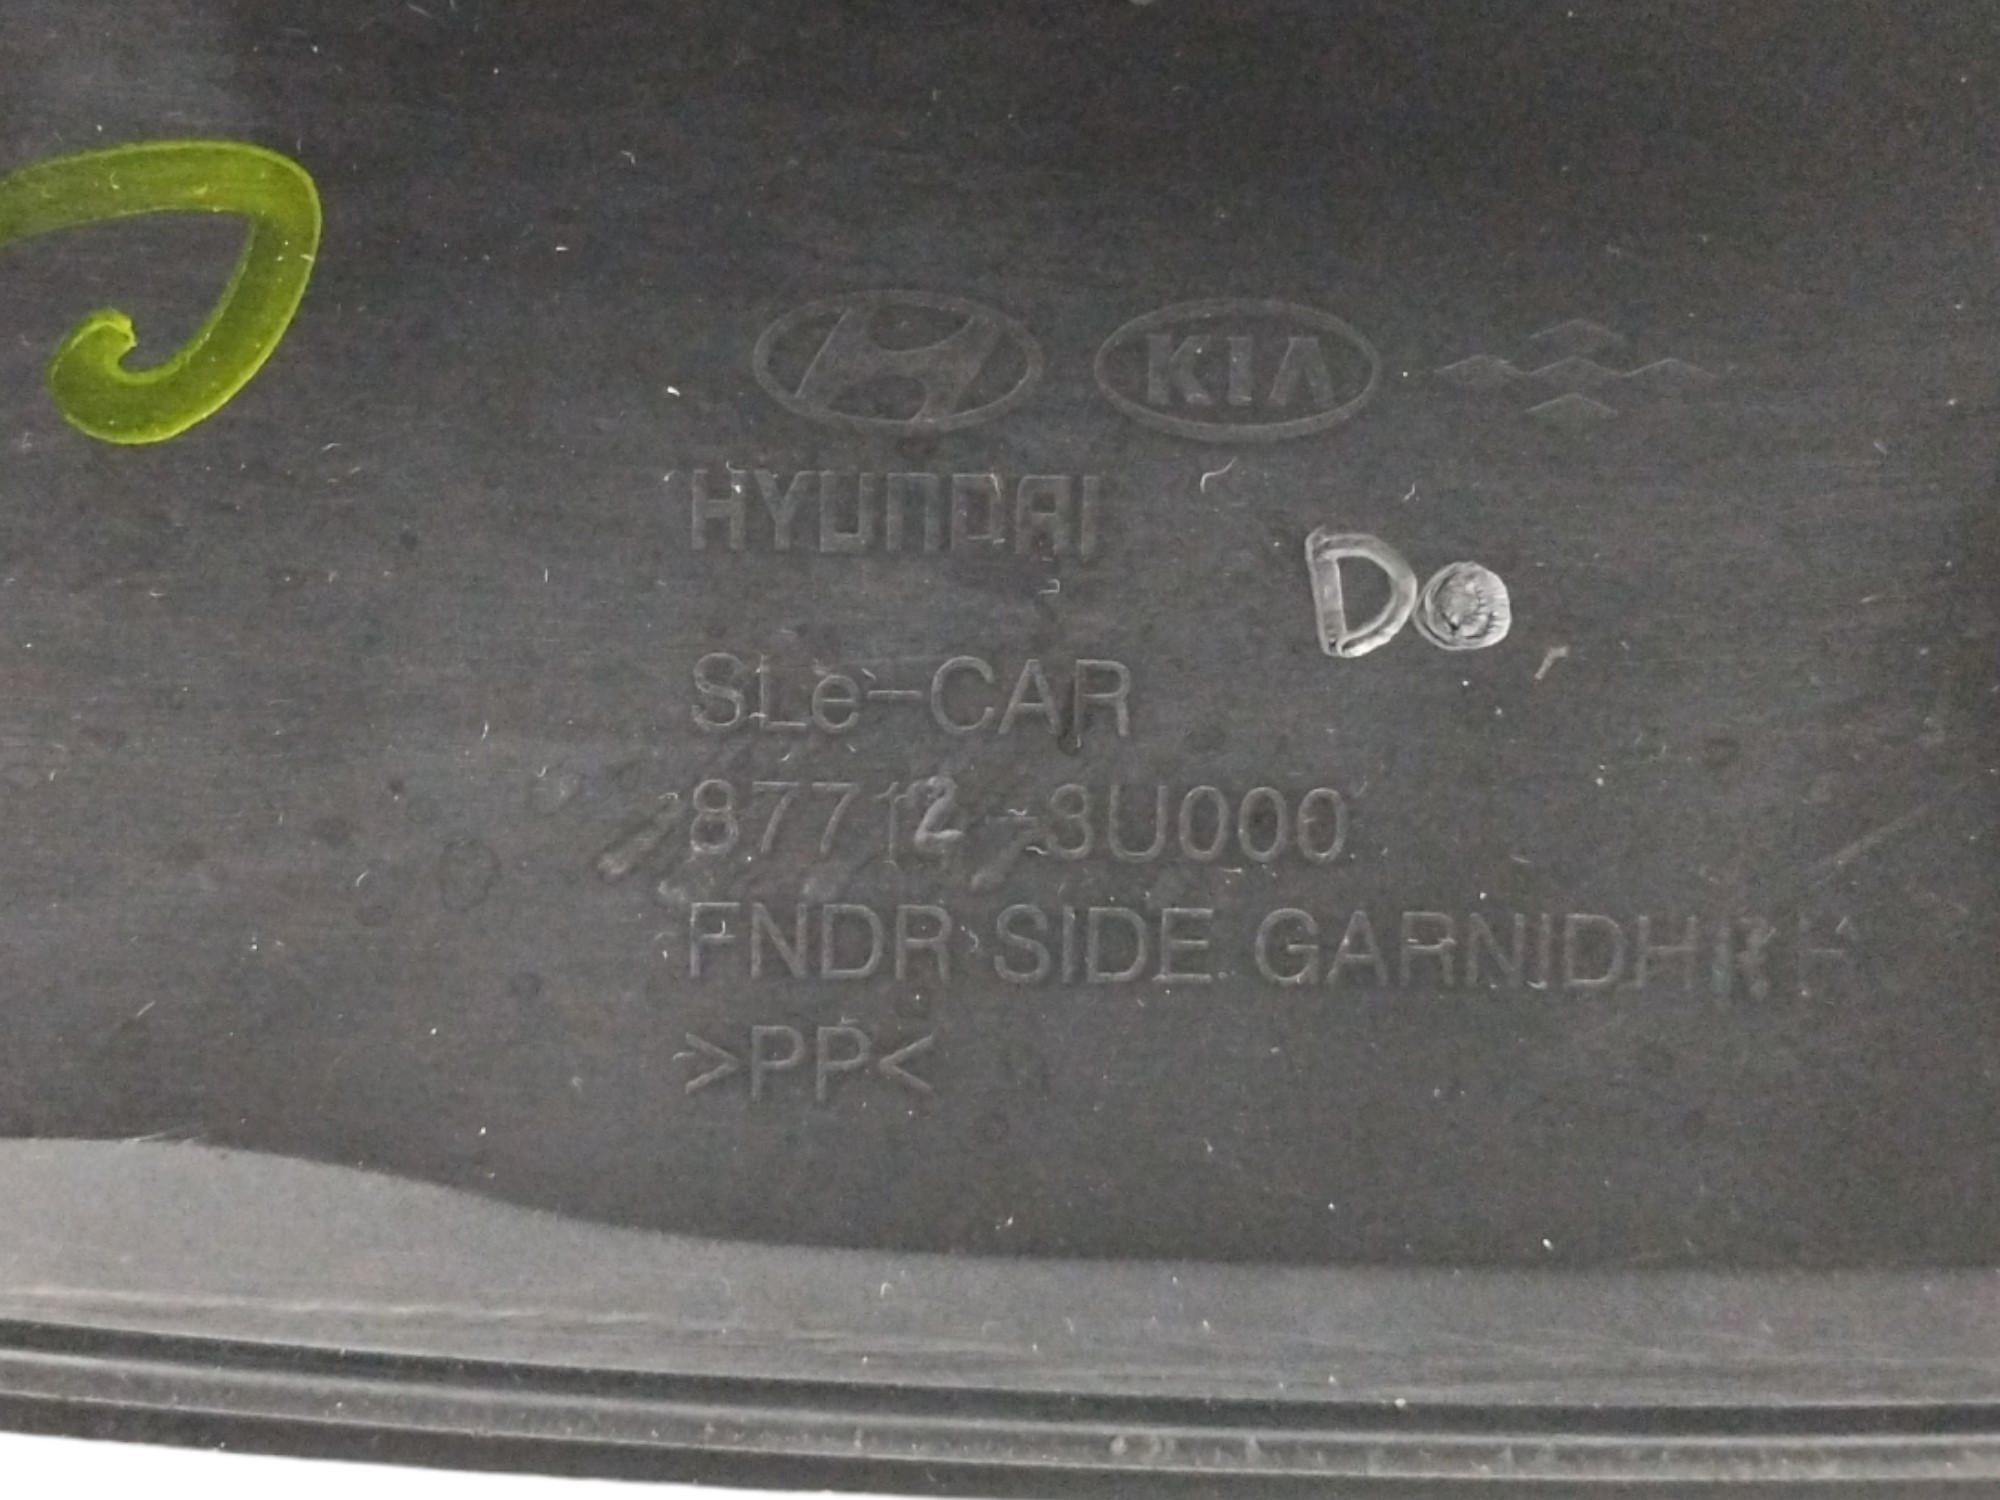 KIA
HYUNDAI
Do
SLe-CAR
87712-3U000
FNDR SIDE GARNIDH
>PP<